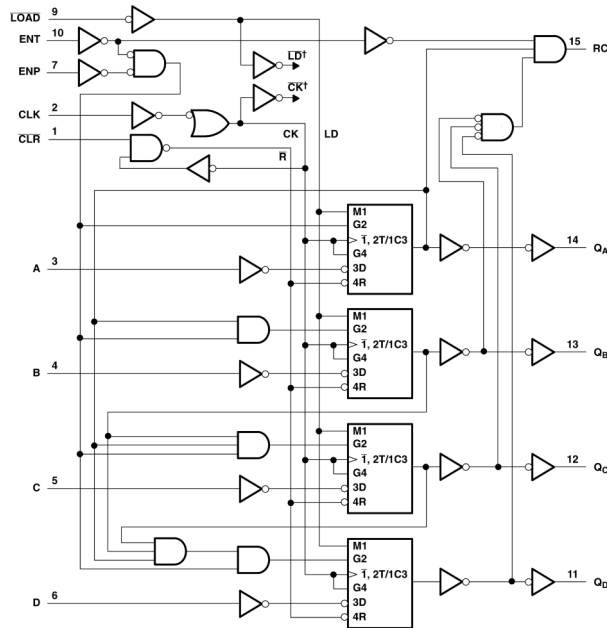 LOAD 9
ENT 10
ENP 7
CLK 2
CLR 1
LD†
CK†
15 RCO
CK LD
R
M1
G2
1, 2T/1C3
G4
3D
4R
A 3
14 QA
M1
G2
1, 2T/1C3
G4
3D
4R
B 4
13 QB
M1
G2
1, 2T/1C3
G4
3D
4R
C 5
12 QC
M1
G2
1, 2T/1C3
G4
3D
4R
D 6
11 QD